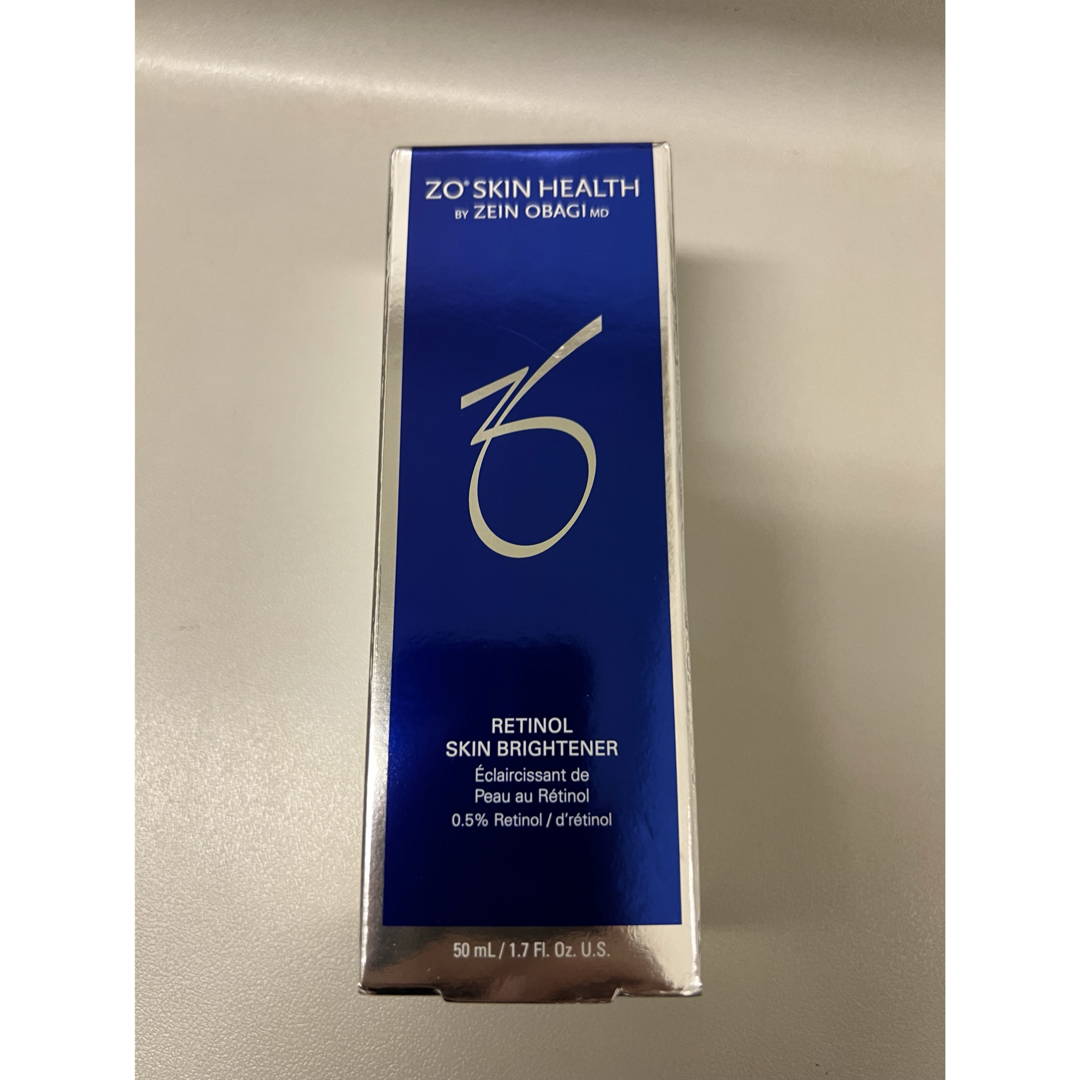 ZO® SKIN HEALTH
BY ZEIN OBAGI MD
RETINOL
SKIN BRIGHTENER
Éclaircissant de
Peau au Rétinol
0.5% Retinol / d'rétinol
50 mL / 1.7 Fl. Oz. U.S.